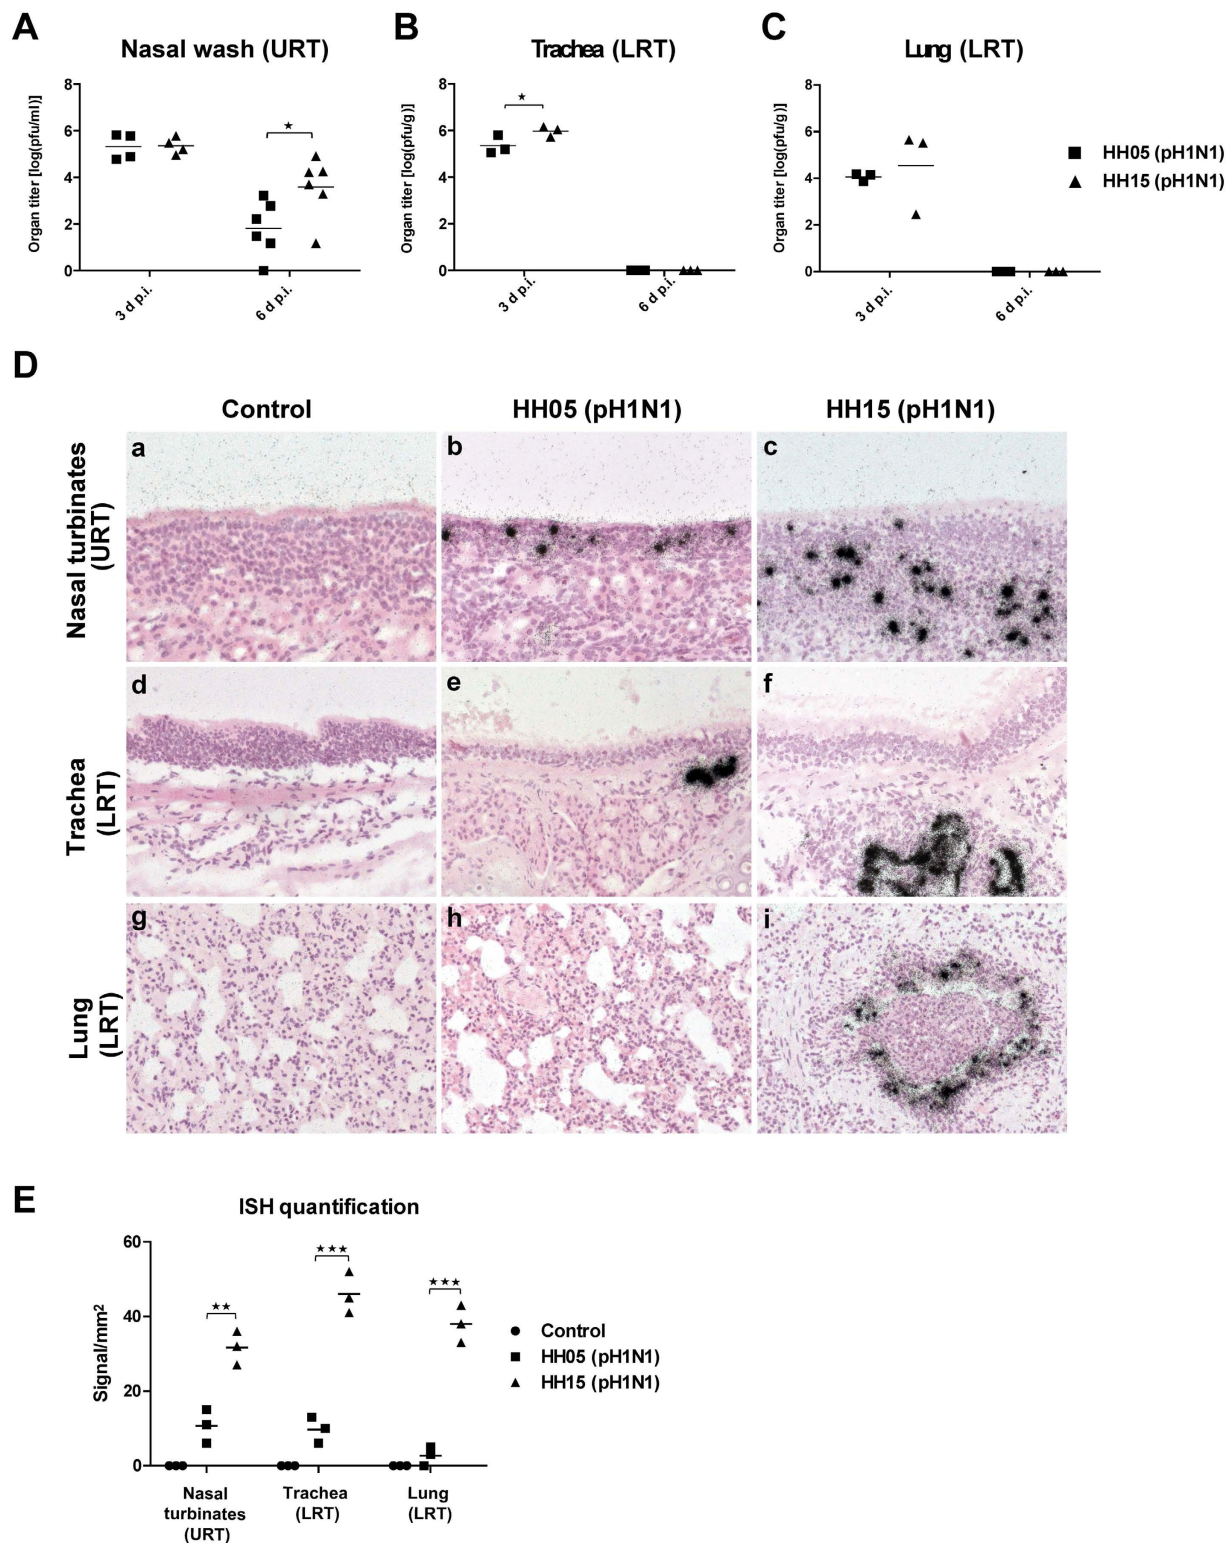 A
Nasal wash (URT)
Organ titer [log(pfu/ml)]
8
6
4
2
0
3 d p.i.
6 d p.i.
★
B
Trachea (LRT)
Organ titer [log(pfu/g)]
8
6
4
2
0
3 d p.i.
6 d p.i.
★
C
Lung (LRT)
Organ titer [log(pfu/g)]
8
6
4
2
0
3 d p.i.
6 d p.i.
HH05 (pH1N1)
HH15 (pH1N1)
D
Control
HH05 (pH1N1)
HH15 (pH1N1)
Nasal turbinates
(URT)
a
b
c
Trachea
(LRT)
d
e
f
Lung
(LRT)
g
h
i
E
ISH quantification
Signal/mm2
60
40
20
0
★★
★★★
★★★
Nasal
turbinates
(URT)
Trachea
(LRT)
Lung
(LRT)
Control
HH05 (pH1N1)
HH15 (pH1N1)